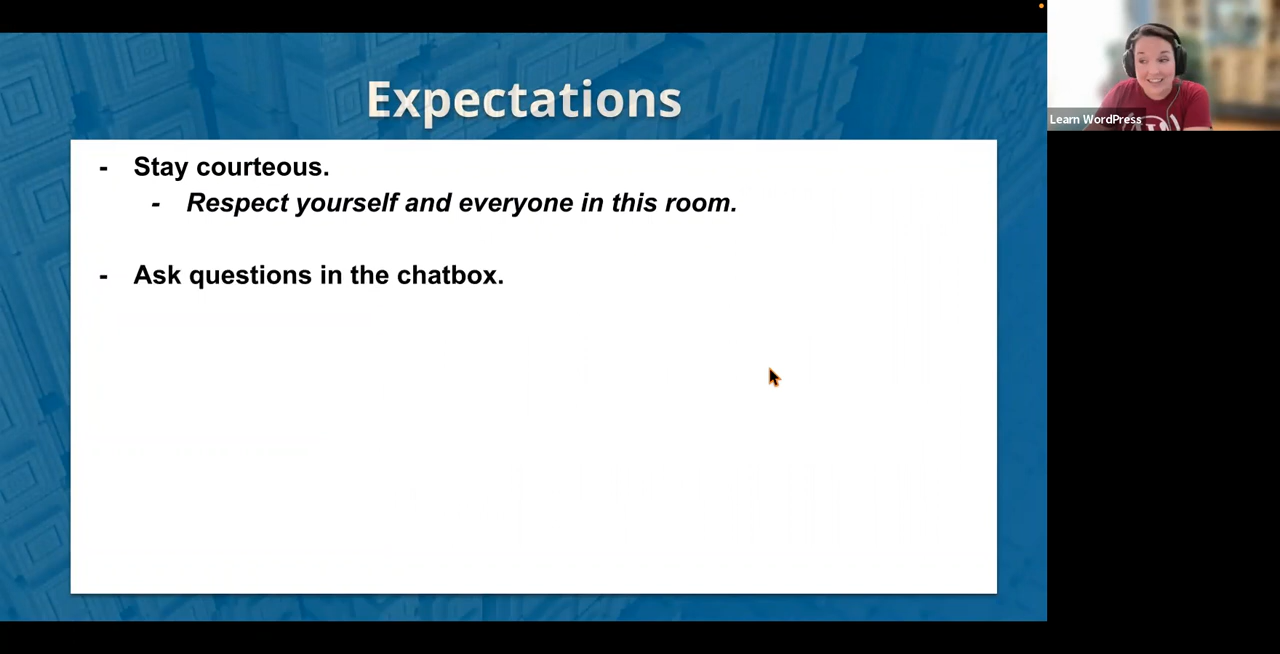 Expectations
- Stay courteous.
- Respect yourself and everyone in this room.
- Ask questions in the chatbox.
Learn WordPress